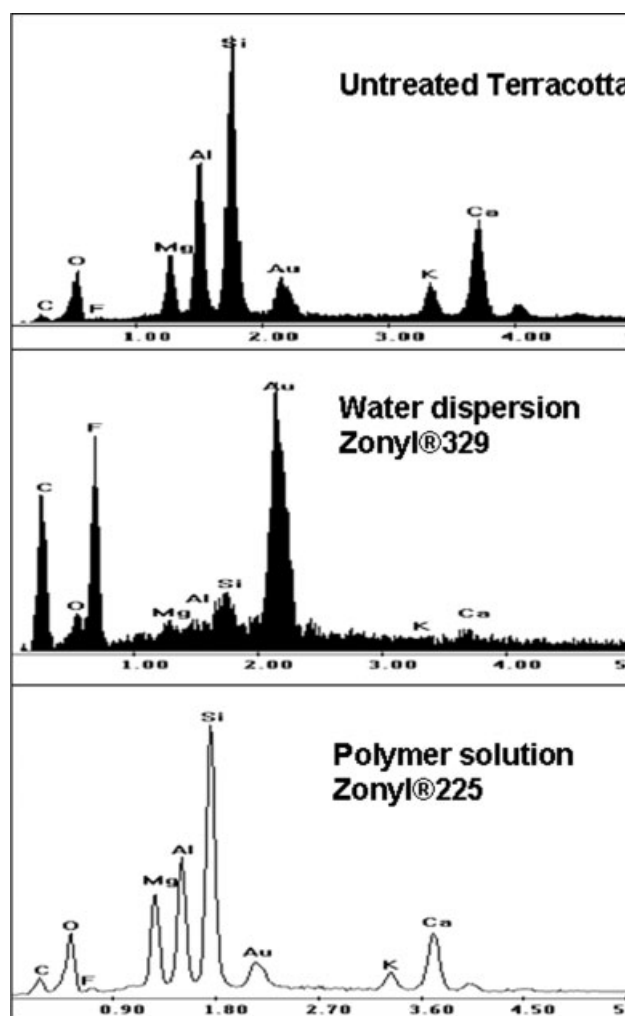 Si
Untreated Terracotta
Al
Ca
Mg
O
Au
K
C
F
1.00 2.00 3.00 4.00
Au
Water dispersion
F
Zonyl®329
C
Si
O
Al
Mg
K
Ca
1.00 2.00 3.00 4.00 5
Si
Polymer solution
Zonyl®225
Al
Mg
O
Ca
Au
K
C
F
0.90 1.80 2.70 3.60 4.50 5